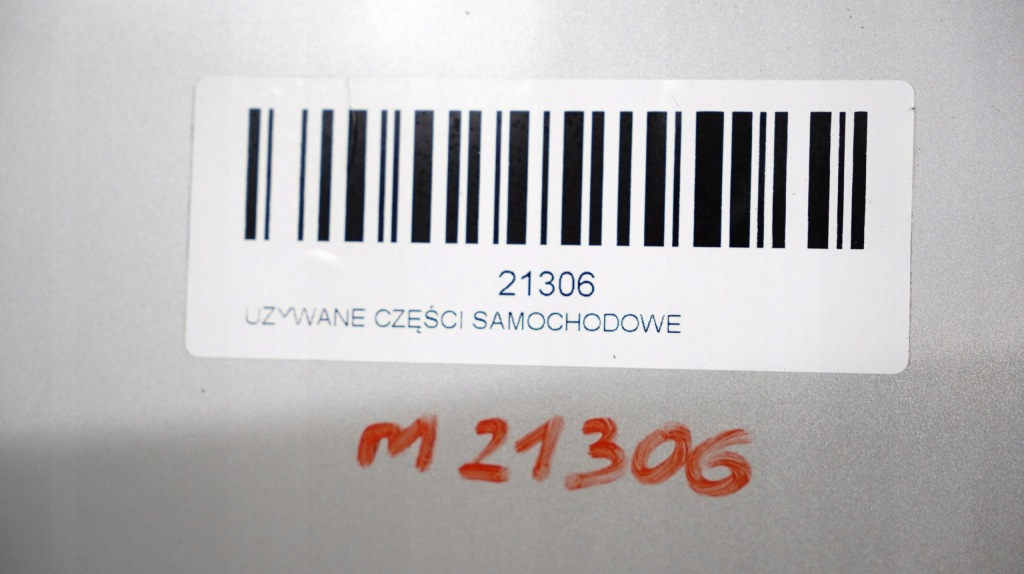 21306
UZYWANE CZĘŚCI SAMOCHODOWE
M 21306